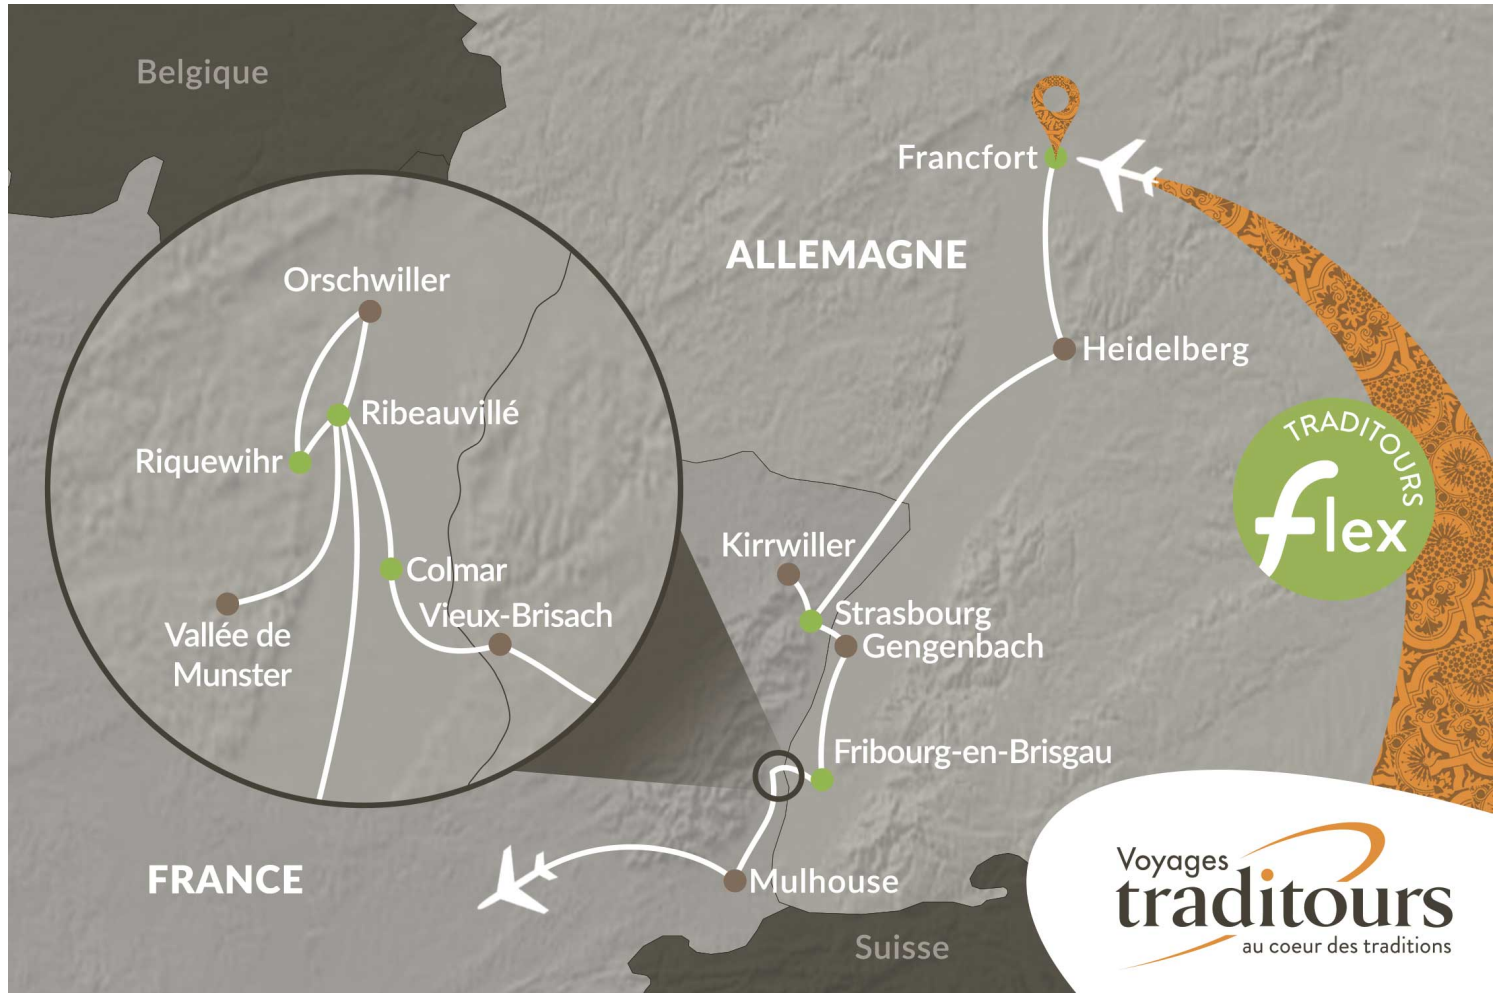 Belgique
Francfort
ALLEMAGNE
Orschwiller
Heidelberg
Ribeauvillé
Riquewihr
TRADITOURS
flex
Kirrwiller
Colmar
Strasbourg
Vieux-Brisach
Gengenbach
Vallée de
Munster
Fribourg-en-Brisgau
FRANCE
Mulhouse
Suisse
Voyages
traditours
au coeur des traditions